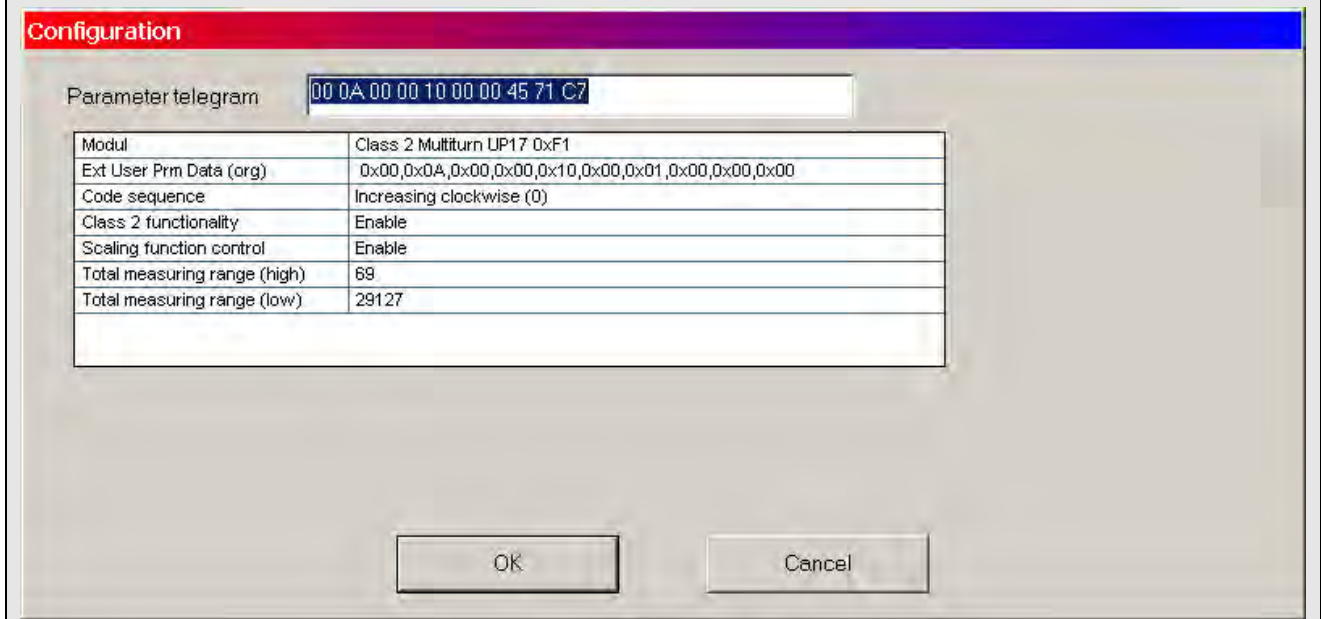 Configuration
Parameter telegram 00 0A 00 00 10 00 00 45 71 C7
Modul Class 2 Multiturn UP17 0xF1
Ext User Prm Data (org) 0x00,0x0A,0x00,0x00,0x10,0x00,0x01,0x00,0x00,0x00
Code sequence Increasing clockwise (0)
Class 2 functionality Enable
Scaling function control Enable
Total measuring range (high) 69
Total measuring range (low) 29127
OK Cancel